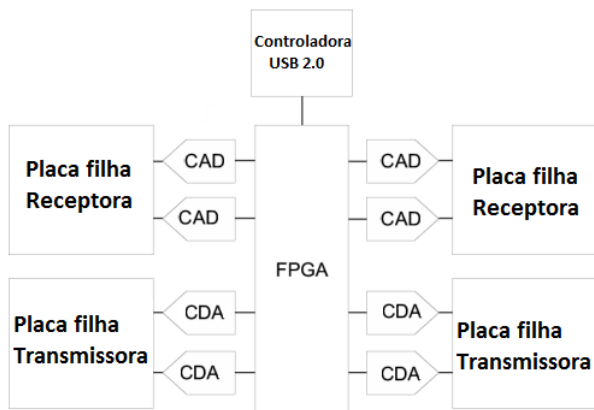 Controladora
USB 2.0
Placa filha
Receptora
CAD
CAD
FPGA
CAD
CAD
Placa filha
Receptora
Placa filha
Transmissora
CDA
CDA
CDA
CDA
Placa filha
Transmissora